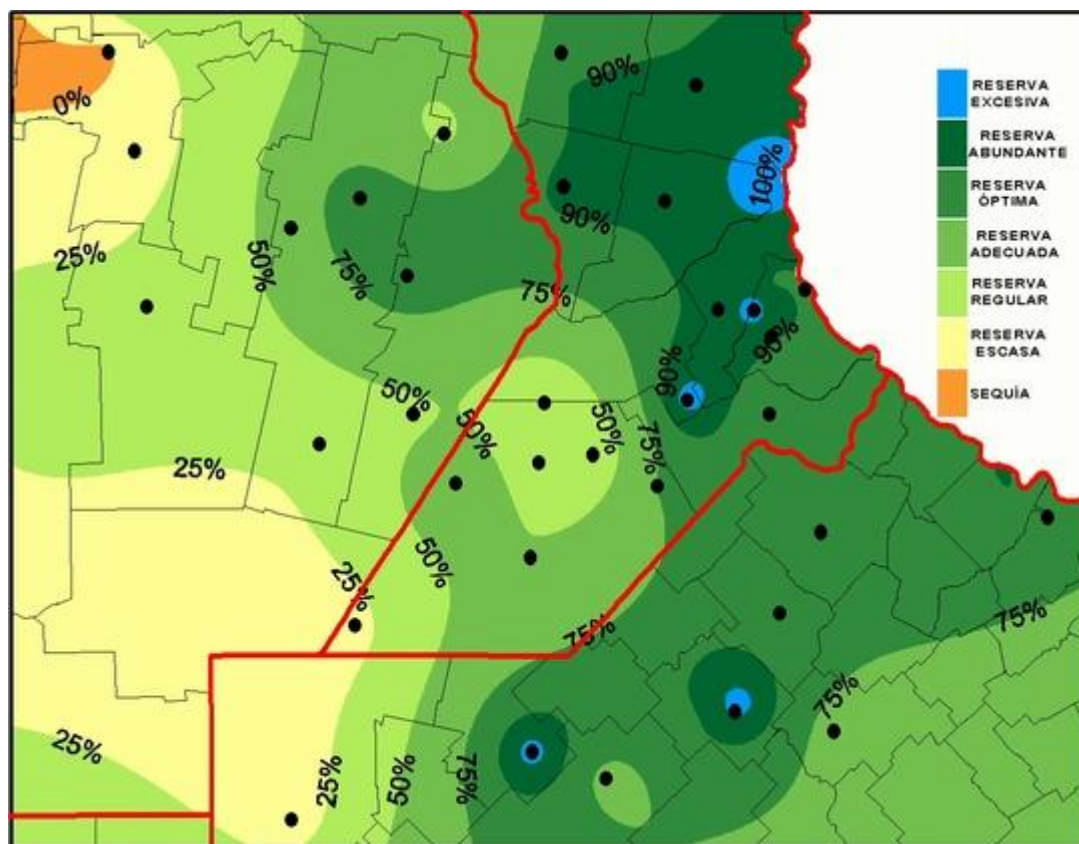 90%
0%
100%
90%
25%
50%
75%
75%
90%
90%
50%
50%
50%
75%
25%
50%
25%
75%
75%
75%
25%
25%
50%
75%
RESERVA
EXCESIVA
RESERVA
ABUNDANTE
RESERVA
ÓPTIMA
RESERVA
ADECUADA
RESERVA
REGULAR
RESERVA
ESCASA
SEQUÍA